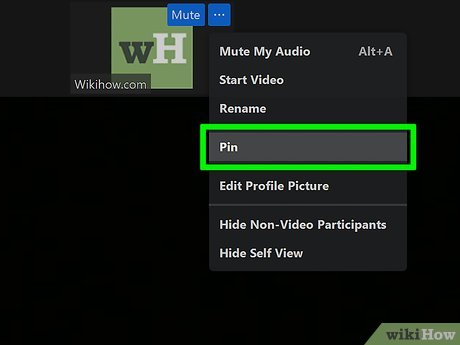 Mute ...
wH
Wikihow.com
Mute My Audio Alt+A
Start Video
Rename
Pin
Edit Profile Picture
Hide Non-Video Participants
Hide Self View
wikiHow